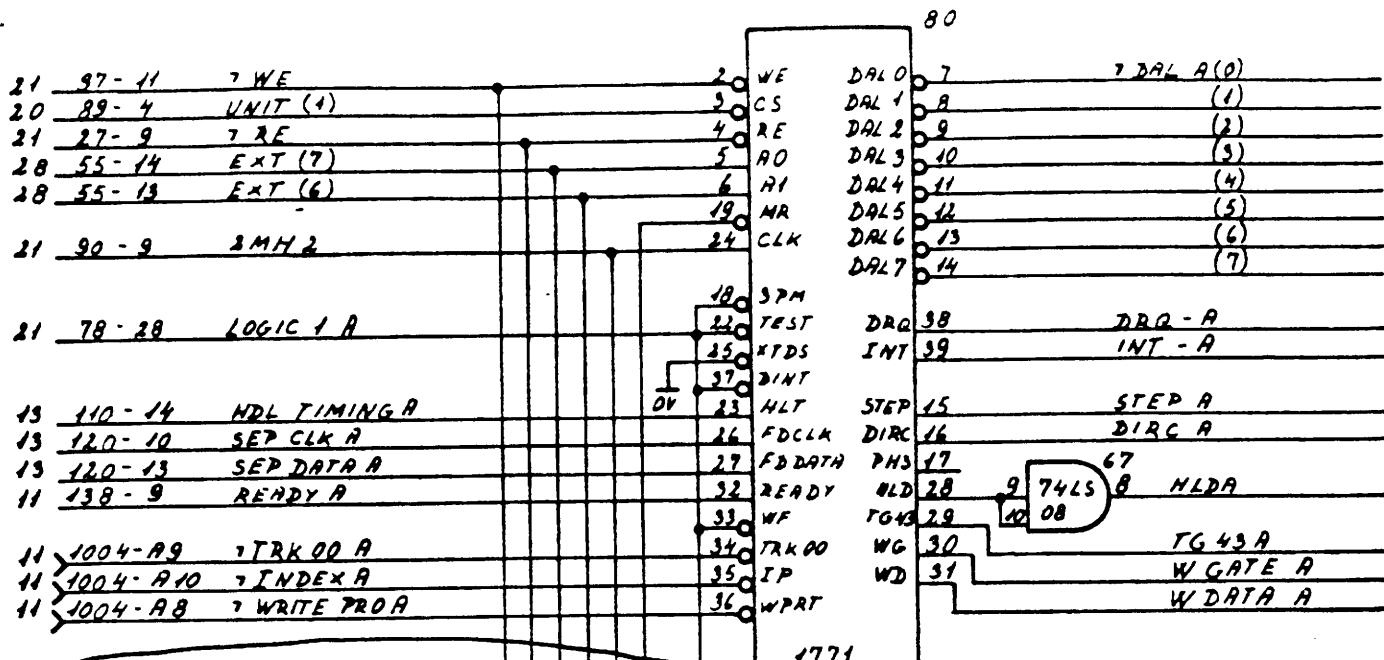 80
21 97-11 ¬ WE 2 WE DAL 0 7 ¬ DAL A(0)
20 89-4 UNIT (1) 3 CS DAL 1 8 (1)
21 27-9 ¬ RE 4 RE DAL 2 9 (2)
28 55-14 EXT (7) 5 A0 DAL 3 10 (3)
28 55-13 EXT (6) 6 A1 DAL 4 11 (4)
19 MR DAL 5 12 (5)
21 90-9 2MHZ 24 CLK DAL 6 13 (6)
DAL 7 14 (7)
18 3PM
21 78-28 LOGIC 1 A 22 TEST DRQ 38 DRQ-A
25 XTDS INT 39 INT-A
0V 37 DINT
13 110-14 HDL TIMING A 23 HLT STEP 15 STEP A
13 120-10 SEP CLK A 26 FDCLK DIRC 16 DIRC A
13 120-13 SEP DATA A 27 FDDATA PH3 17 67
11 138-9 READY A 32 READY HLD 28 9 74LS 8 HLDA
33 WF TG43 29 10 08
11 1004-A9 ¬ TRK 00 A 34 TRK 00 WG 30 TG 43 A
11 1004-A10 ¬ INDEX A 35 IP WD 31 W GATE A
11 1004-A8 ¬ WRITE PRO A 36 WPRT W DATA A
1771